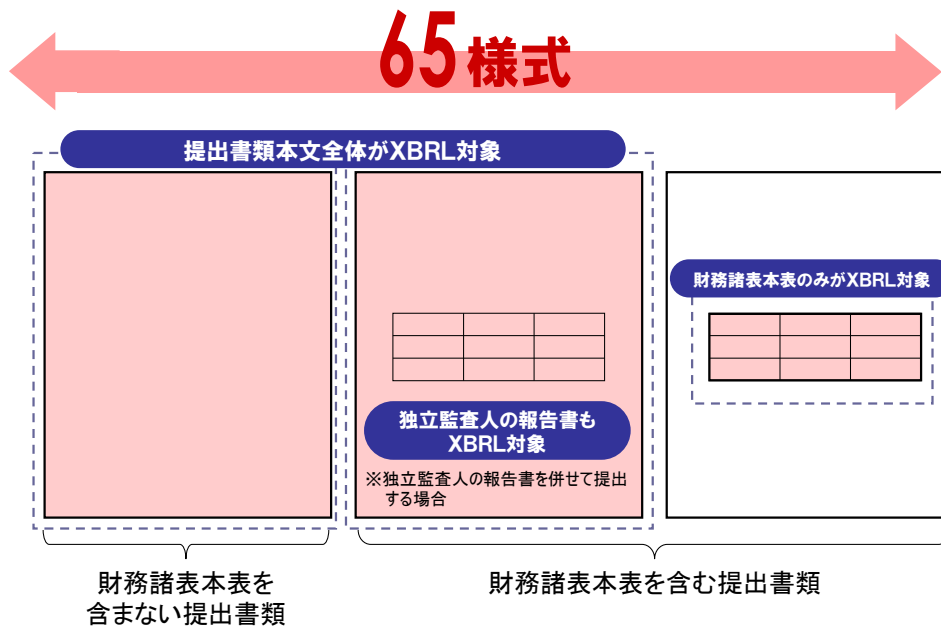 65様式
提出書類本文全体がXBRL対象
財務諸表本表のみがXBRL対象
独立監査人の報告書も
XBRL対象
※独立監査人の報告書を併せて提出
する場合
財務諸表本表を
含まない提出書類
財務諸表本表を含む提出書類